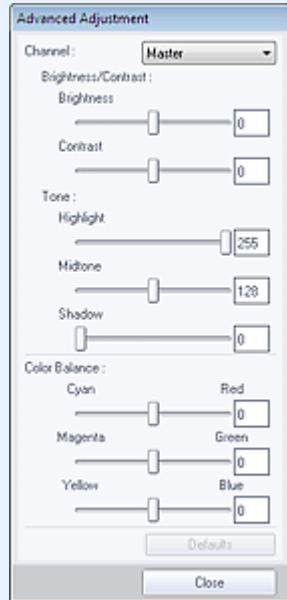 Advanced Adjustment
Channel : Master
Brightness/Contrast :
Brightness
0
Contrast
0
Tone :
Highlight
255
Midtone
128
Shadow
0
Color Balance :
Cyan Red
0
Magenta Green
0
Yellow Blue
0
Defaults
Close